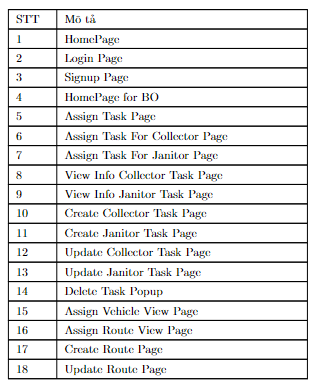 STT Mô tả
1 HomePage
2 Login Page
3 Signup Page
4 HomePage for BO
5 Assign Task Page
6 Assign Task For Collector Page
7 Assign Task For Janitor Page
8 View Info Collector Task Page
9 View Info Janitor Task Page
10 Create Collector Task Page
11 Create Janitor Task Page
12 Update Collector Task Page
13 Update Janitor Task Page
14 Delete Task Popup
15 Assign Vehicle View Page
16 Assign Route View Page
17 Create Route Page
18 Update Route Page